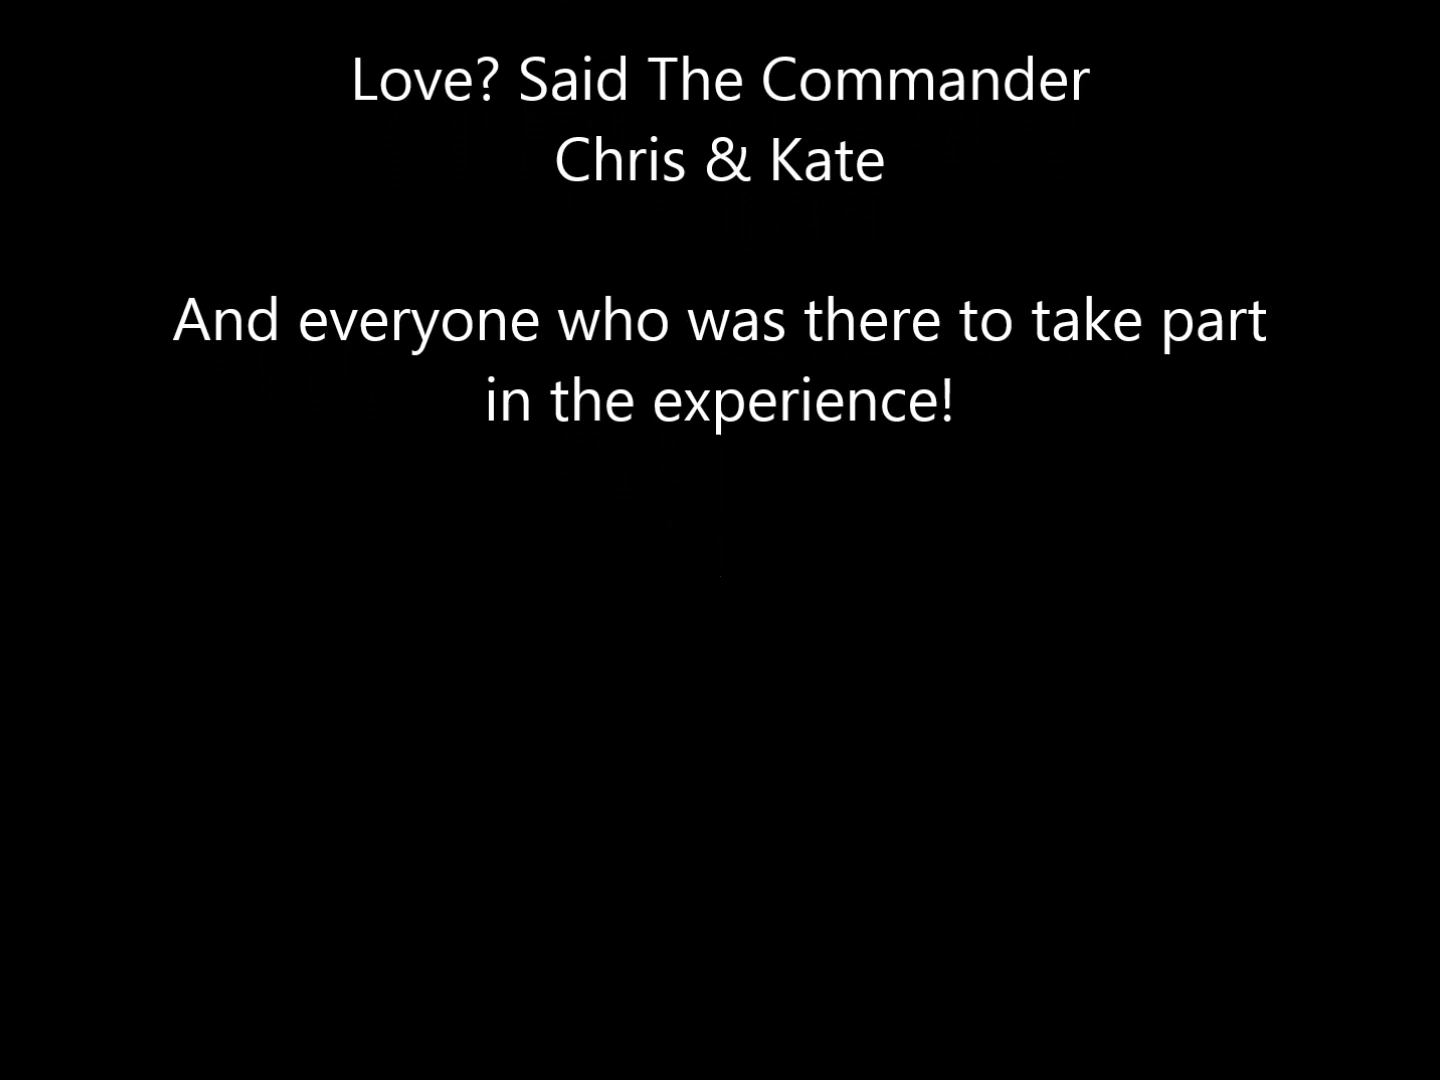 Love? Said The Commander
Chris & Kate
And everyone who was there to take part
in the experience!